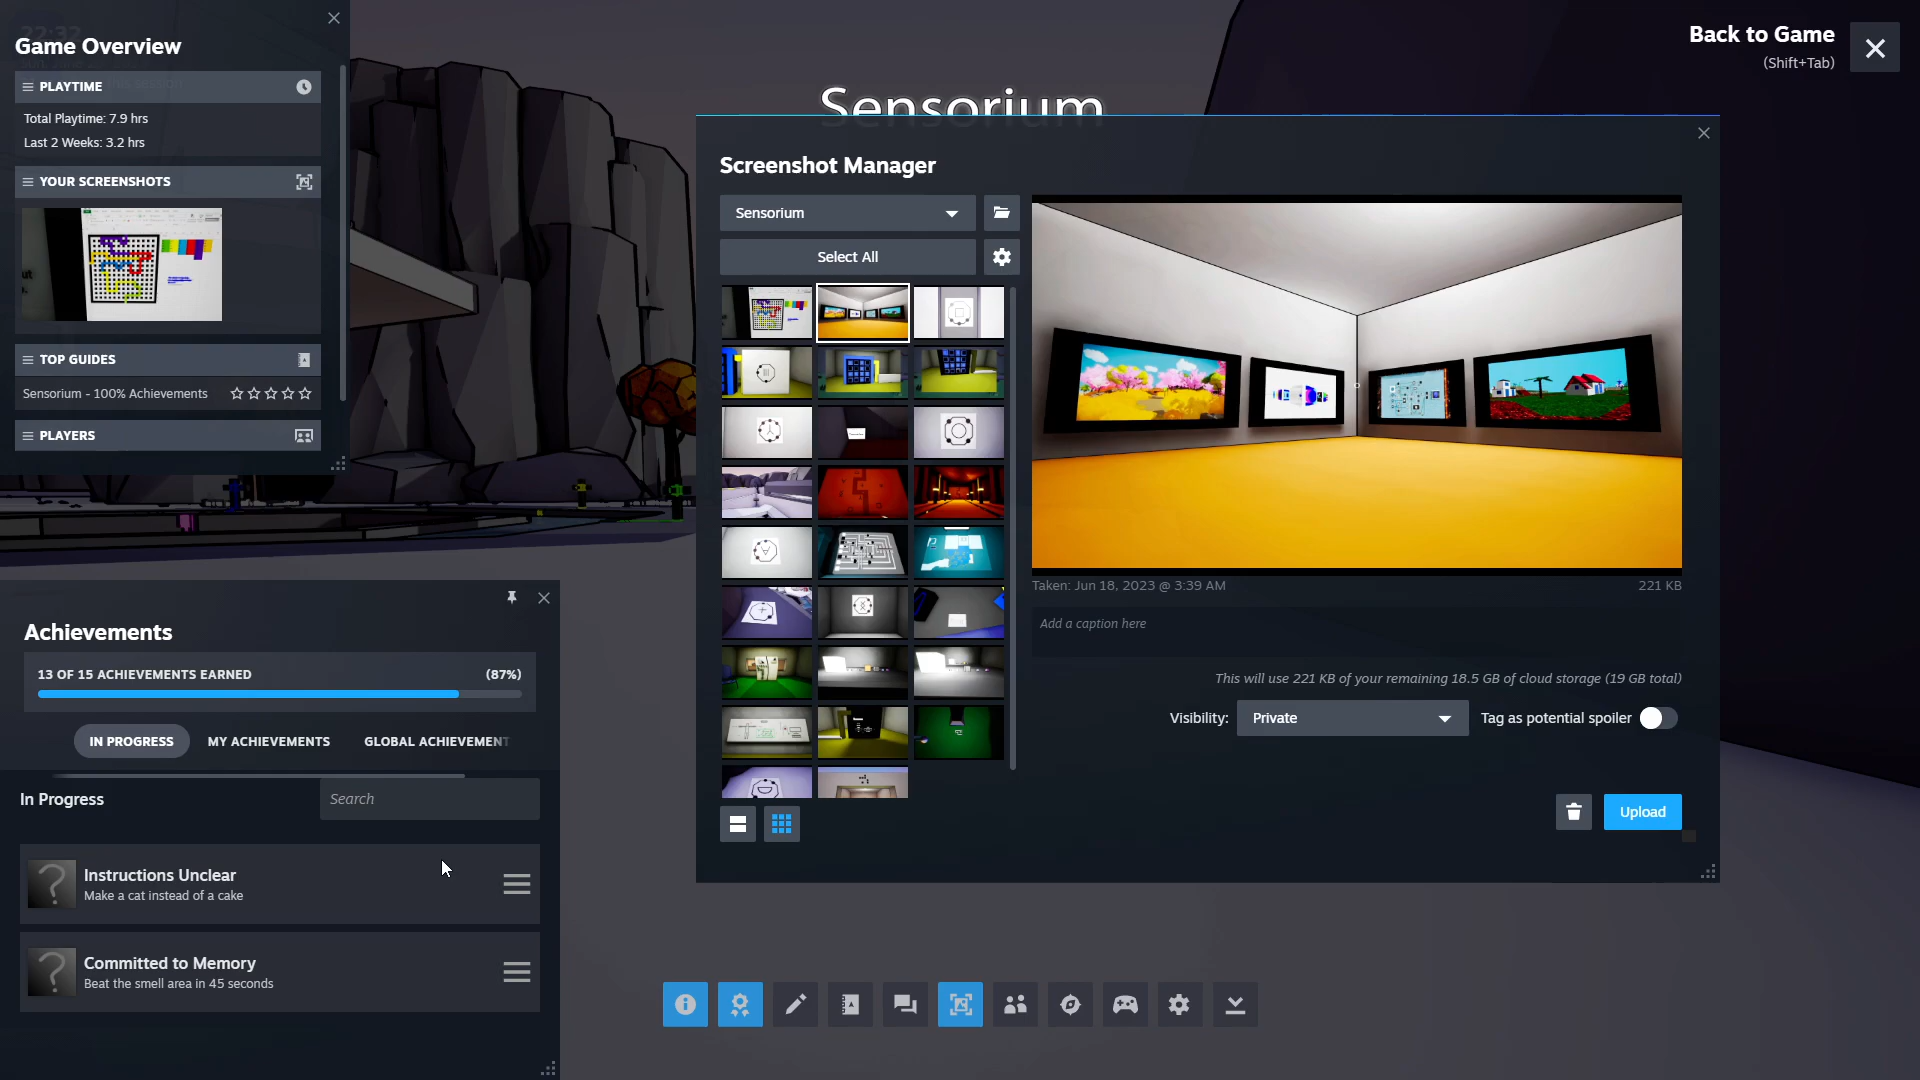 22:32
Game Overview
PLAYTIME
Total Playtime: 7.9 hrs
Last 2 Weeks: 3.2 hrs
YOUR SCREENSHOTS
TOP GUIDES
Sensorium - 100% Achievements
PLAYERS
Back to Game
(Shift+Tab)
Sensorium
Screenshot Manager
Sensorium
Select All
Taken: Jun 18, 2023 @ 3:39 AM
221 KB
Add a caption here
This will use 221 KB of your remaining 18.5 GB of cloud storage (19 GB total)
Visibility:
Private
Tag as potential spoiler
Upload
Achievements
13 OF 15 ACHIEVEMENTS EARNED
(87%)
IN PROGRESS
MY ACHIEVEMENTS
GLOBAL ACHIEVEMENT
In Progress
Search
Instructions Unclear
Make a cat instead of a cake
Committed to Memory
Beat the smell area in 45 seconds